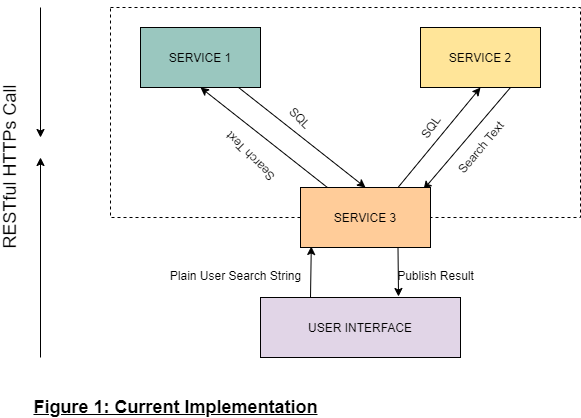 RESTful HTTPs Call
SERVICE 1
SERVICE 2
SQL
Search Text
SQL
Search Text
SERVICE 3
Plain User Search String
Publish Result
USER INTERFACE
Figure 1: Current Implementation